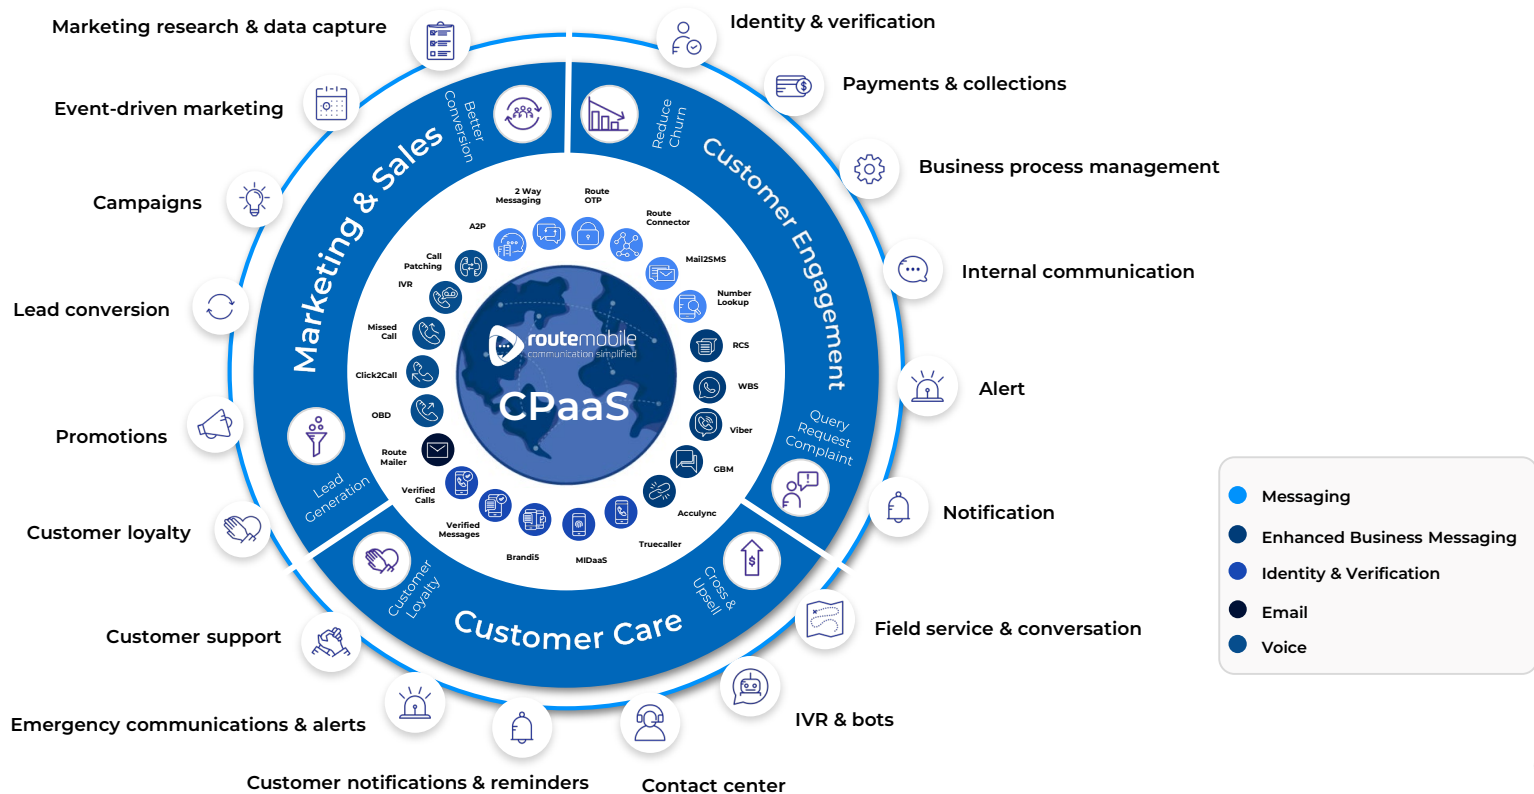 Marketing research & data capture
Identity & verification
Event-driven marketing
Payments & collections
Campaigns
Business process management
Lead conversion
Internal communication
Promotions
Alert
Customer loyalty
Notification
Customer support
Field service & conversation
Emergency communications & alerts
IVR & bots
Customer notifications & reminders
Contact center
Marketing & Sales
Better
Conversion
Lead
Generation
Customer Engagement
Reduce
Churn
Query
Request
Complaint
Customer Care
Customer
Loyalty
Cross &
Upsell
2 Way
Messaging
Route
OTP
Route
Connector
Mail2SMS
Number
Lookup
RCS
WBS
Viber
GBM
Acculync
Truecaller
MIDaaS
Brandi5
Verified
Messages
Verified
Calls
Route
Mailer
OBD
Click2Call
Missed
Call
IVR
Call
Patching
A2P
routemobile
communication simplified
CPaaS
Messaging
Enhanced Business Messaging
Identity & Verification
Email
Voice